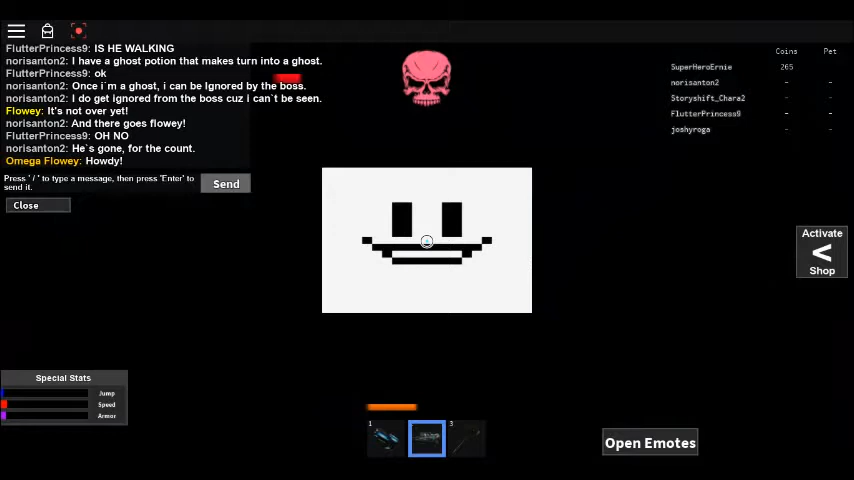 FlutterPrincess9: IS HE WALKING
norisanton2: I have a ghost potion that makes turn into a ghost.
FlutterPrincess9: ok
norisanton2: Once i`m a ghost, i can be Ignored by the boss.
norisanton2: I do get ignored from the boss cuz i can`t be seen.
Flowey: It's not over yet!
norisanton2: And there goes flowey!
FlutterPrincess9: OH NO
norisanton2: He`s gone, for the count.
Omega Flowey: Howdy!
Press ' / ' to type a message, then press 'Enter' to
send it.
Send
Close
Coins Pet
SuperHeroErnie 265
norisanton2 - -
Storyshift_Chara2 - -
FlutterPrincess9 - -
joshyroga - -
Activate
<
Shop
Special Stats
Jump
Speed
Armor
1
3
Open Emotes